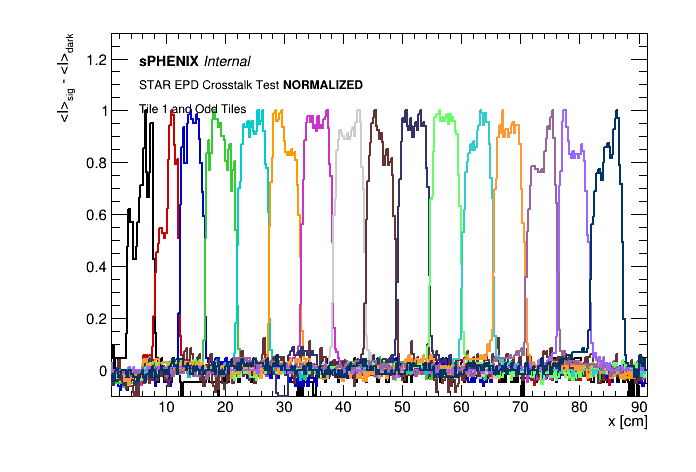 <I>sig - <I>dark
sPHENIX Internal
STAR EPD Crosstalk Test NORMALIZED
Tile 1 and Odd Tiles
1.2
1
0.8
0.6
0.4
0.2
0
10 20 30 40 50 60 70 80 90
x [cm]